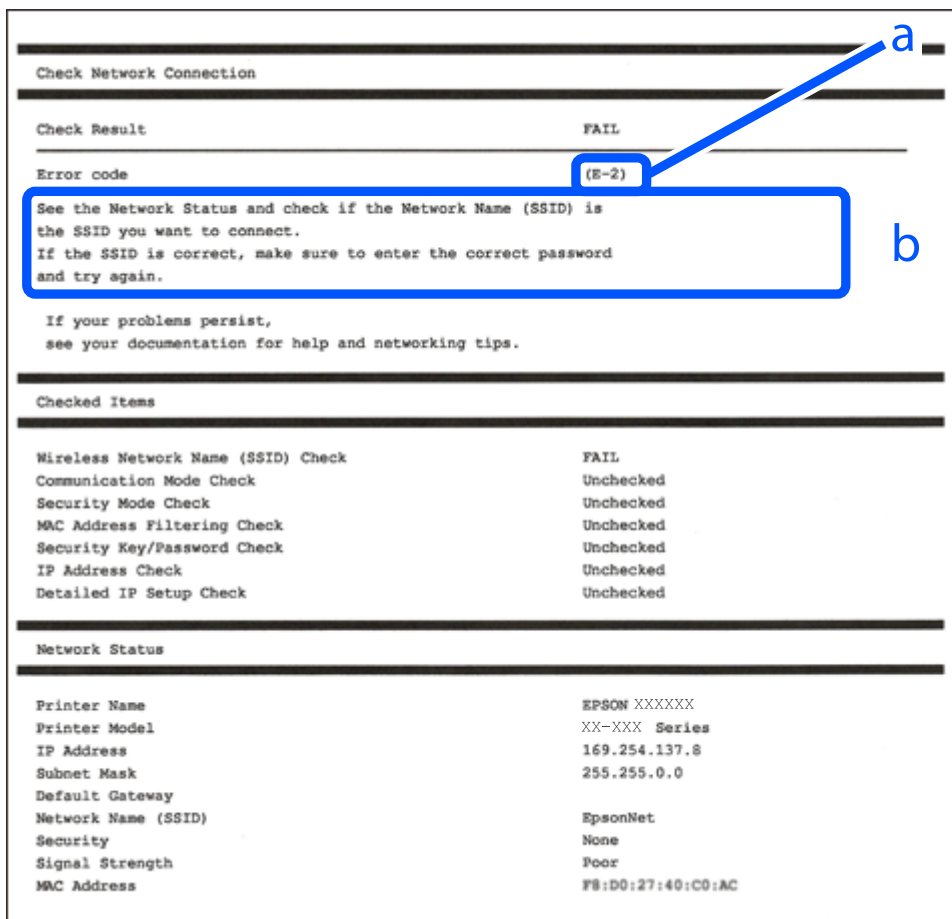 a
Check Network Connection
Check Result FAIL
Error code (E-2)
See the Network Status and check if the Network Name (SSID) is
the SSID you want to connect.
If the SSID is correct, make sure to enter the correct password
and try again.
b
If your problems persist,
see your documentation for help and networking tips.
Checked Items
Wireless Network Name (SSID) Check FAIL
Communication Mode Check Unchecked
Security Mode Check Unchecked
MAC Address Filtering Check Unchecked
Security Key/Password Check Unchecked
IP Address Check Unchecked
Detailed IP Setup Check Unchecked
Network Status
Printer Name EPSON XXXXXX
Printer Model XX-XXX Series
IP Address 169.254.137.8
Subnet Mask 255.255.0.0
Default Gateway
Network Name (SSID) EpsonNet
Security None
Signal Strength Poor
MAC Address F8:D0:27:40:C0:AC